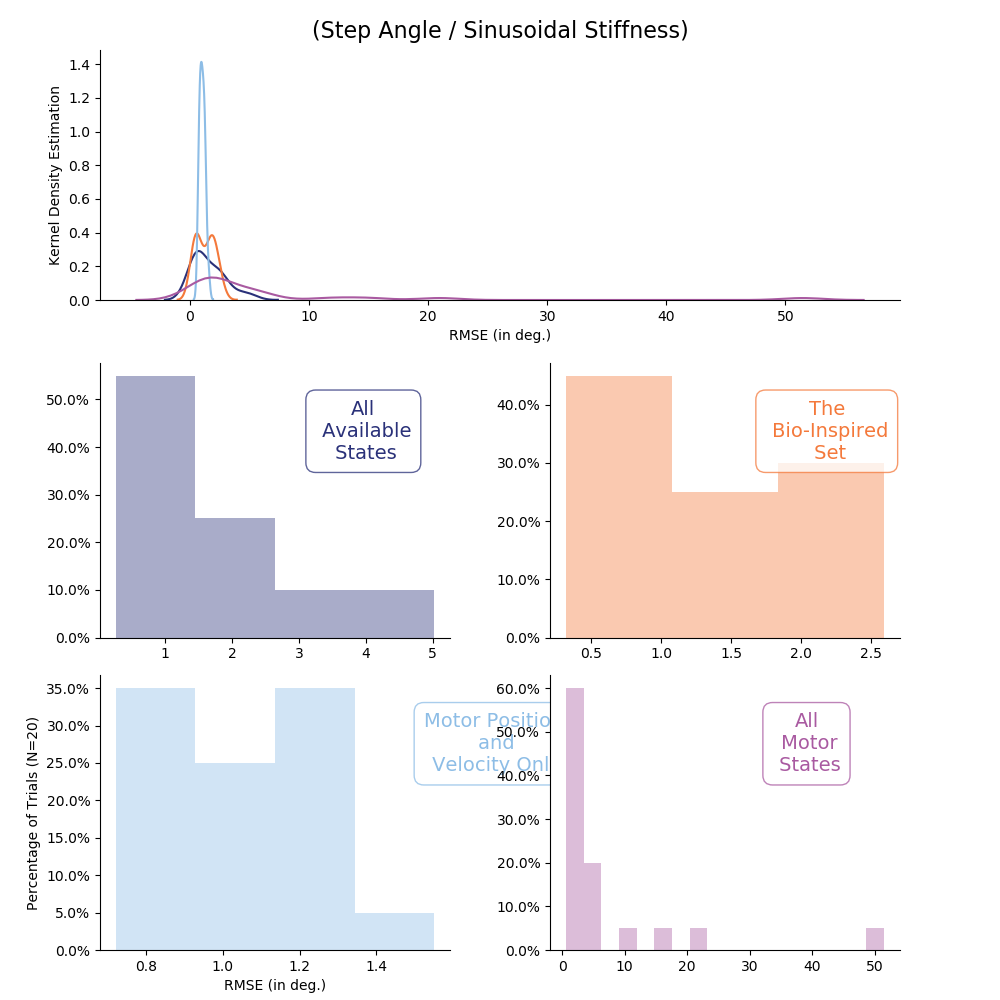 (Step Angle / Sinusoidal Stiffness)
Kernel Density Estimation
1.4
1.2
1.0
0.8
0.6
0.4
0.2
0.0
0 10 20 30 40 50
RMSE (in deg.)
50.0%
40.0%
30.0%
20.0%
10.0%
0.0%
All
Available
States
1 2 3 4 5
40.0%
30.0%
20.0%
10.0%
0.0%
The
Bio-Inspired
Set
0.5 1.0 1.5 2.0 2.5
Percentage of Trials (N=20)
35.0%
30.0%
25.0%
20.0%
15.0%
10.0%
5.0%
0.0%
Motor Positio
and
Velocity Onl
0.8 1.0 1.2 1.4
RMSE (in deg.)
60.0%
50.0%
40.0%
30.0%
20.0%
10.0%
0.0%
All
Motor
States
0 10 20 30 40 50